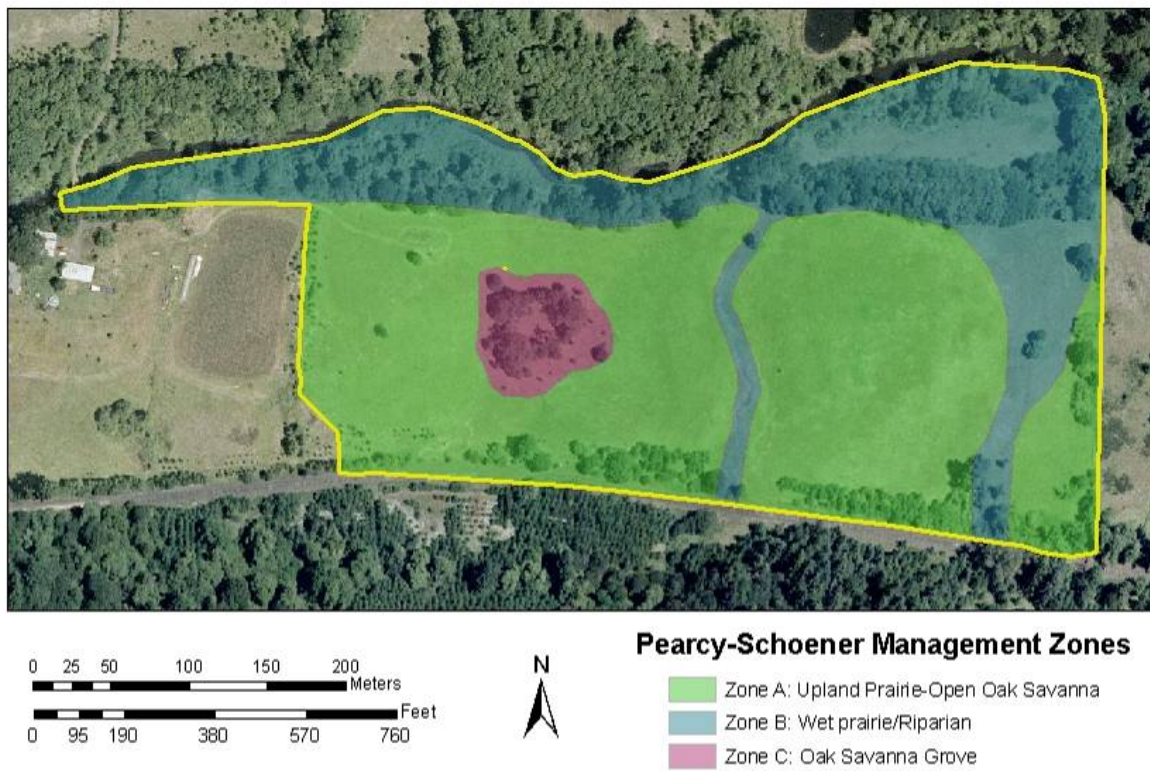 0 25 50 100 150 200
Meters
Feet
0 95 190 380 570 760
N
Pearcy-Schoener Management Zones
Zone A: Upland Prairie-Open Oak Savanna
Zone B: Wet prairie/Riparian
Zone C: Oak Savanna Grove